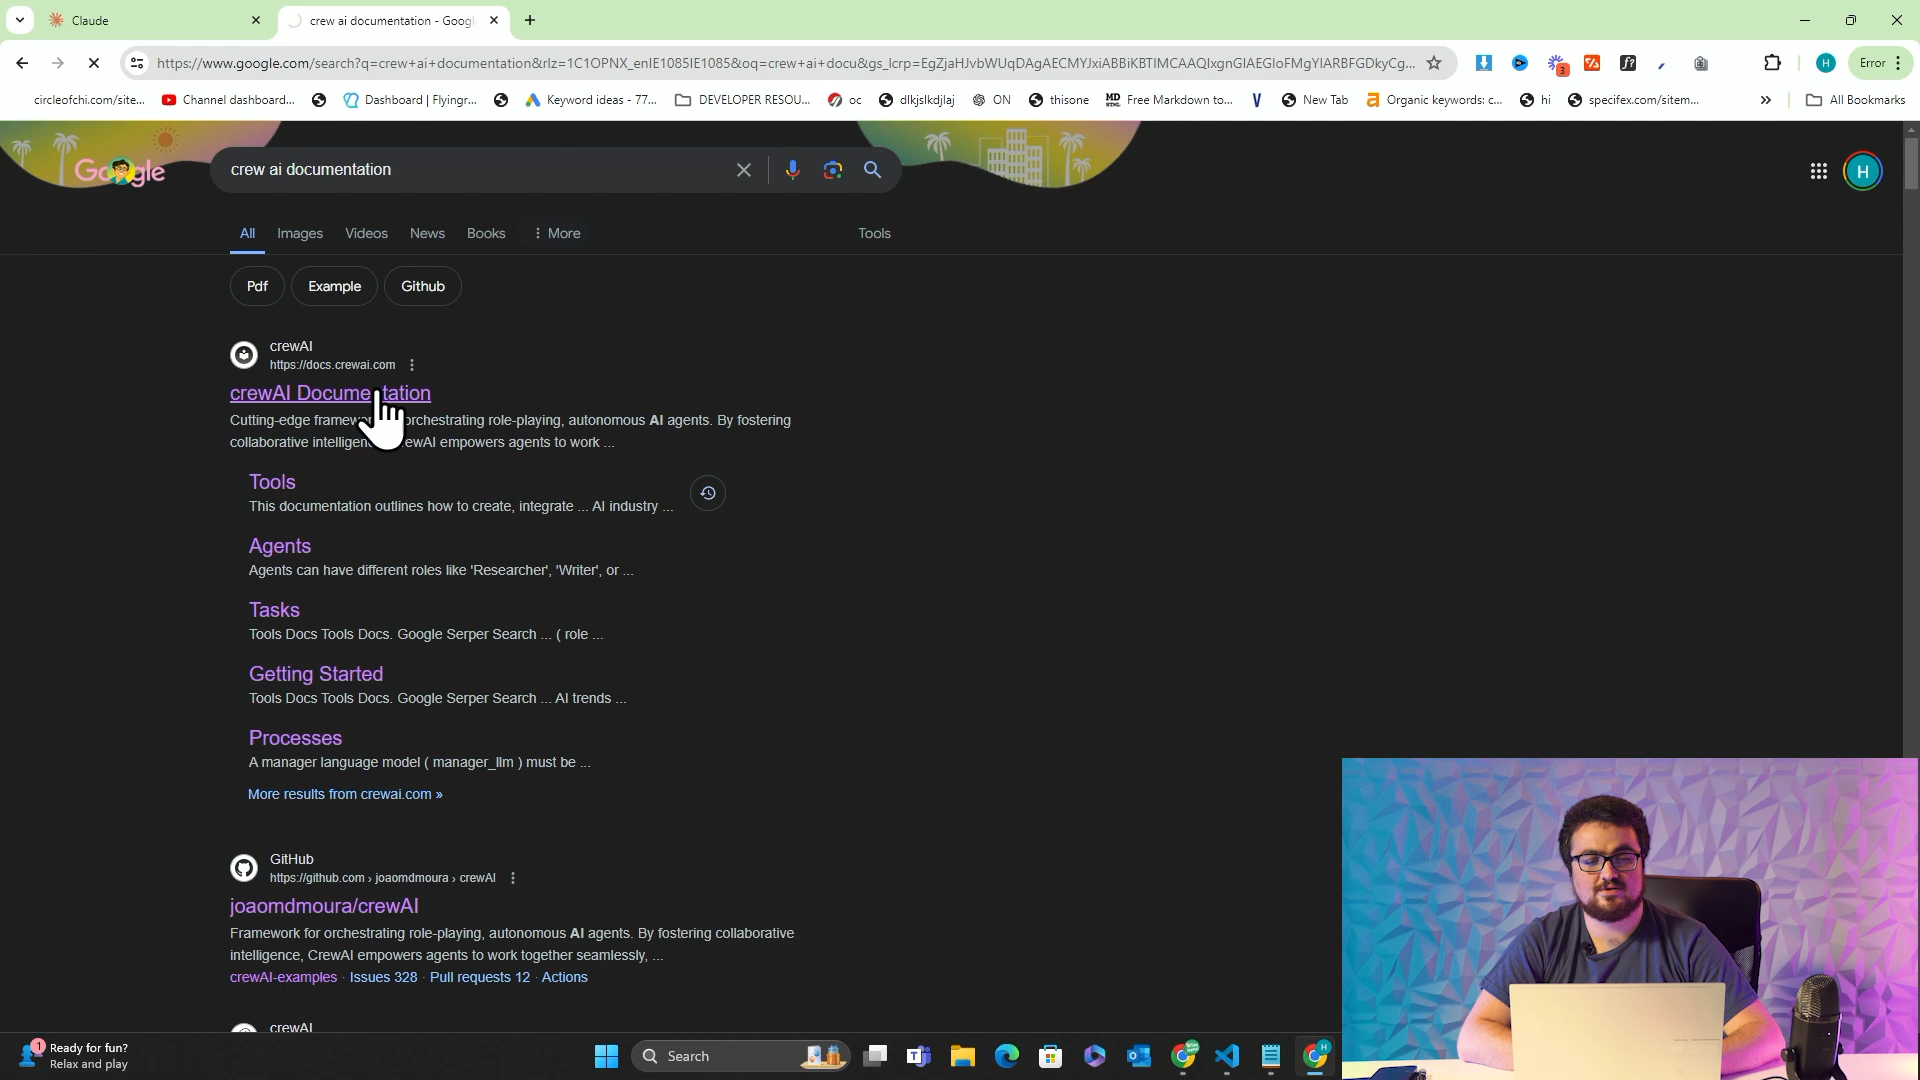 Claude
crew ai documentation - Goog
https://www.google.com/search?q=crew+ai+documentation&rlz=1C1OPNX_enIE1085IE1085&oq=crew+ai+docu&gs_lcrp=EgZjaHJvbWUqDAgAECMYJxiABBiKBTIMCAAQIxgnGIAEGIoFMgYIARBFGDkyCg...
3
H
Error
circleofchi.com/site...
Channel dashboard...
Dashboard | Flyingr...
Keyword ideas - 77...
DEVELOPER RESOU...
oc
dlkjslkdjlaj
ON
thisone
Free Markdown to...
New Tab
Organic keywords: c...
hi
specifex.com/sitem...
All Bookmarks
crew ai documentation
H
All
Images
Videos
News
Books
More
Tools
Pdf
Example
Github
crewAI
https://docs.crewai.com
crewAI Documentation
Cutting-edge framework orchestrating role-playing, autonomous AI agents. By fostering
collaborative intelligence ewAI empowers agents to work ...
Tools
This documentation outlines how to create, integrate ... AI industry ...
Agents
Agents can have different roles like 'Researcher', 'Writer', or ...
Tasks
Tools Docs Tools Docs. Google Serper Search ... ( role ...
Getting Started
Tools Docs Tools Docs. Google Serper Search ... AI trends ...
Processes
A manager language model ( manager_llm ) must be ...
More results from crewai.com »
GitHub
https://github.com › joaomdmoura › crewAI
joaomdmoura/crewAI
Framework for orchestrating role-playing, autonomous AI agents. By fostering collaborative
intelligence, CrewAI empowers agents to work together seamlessly, ...
crewAI-examples · Issues 328 · Pull requests 12 · Actions
crewAI
1
Ready for fun?
Relax and play
Search